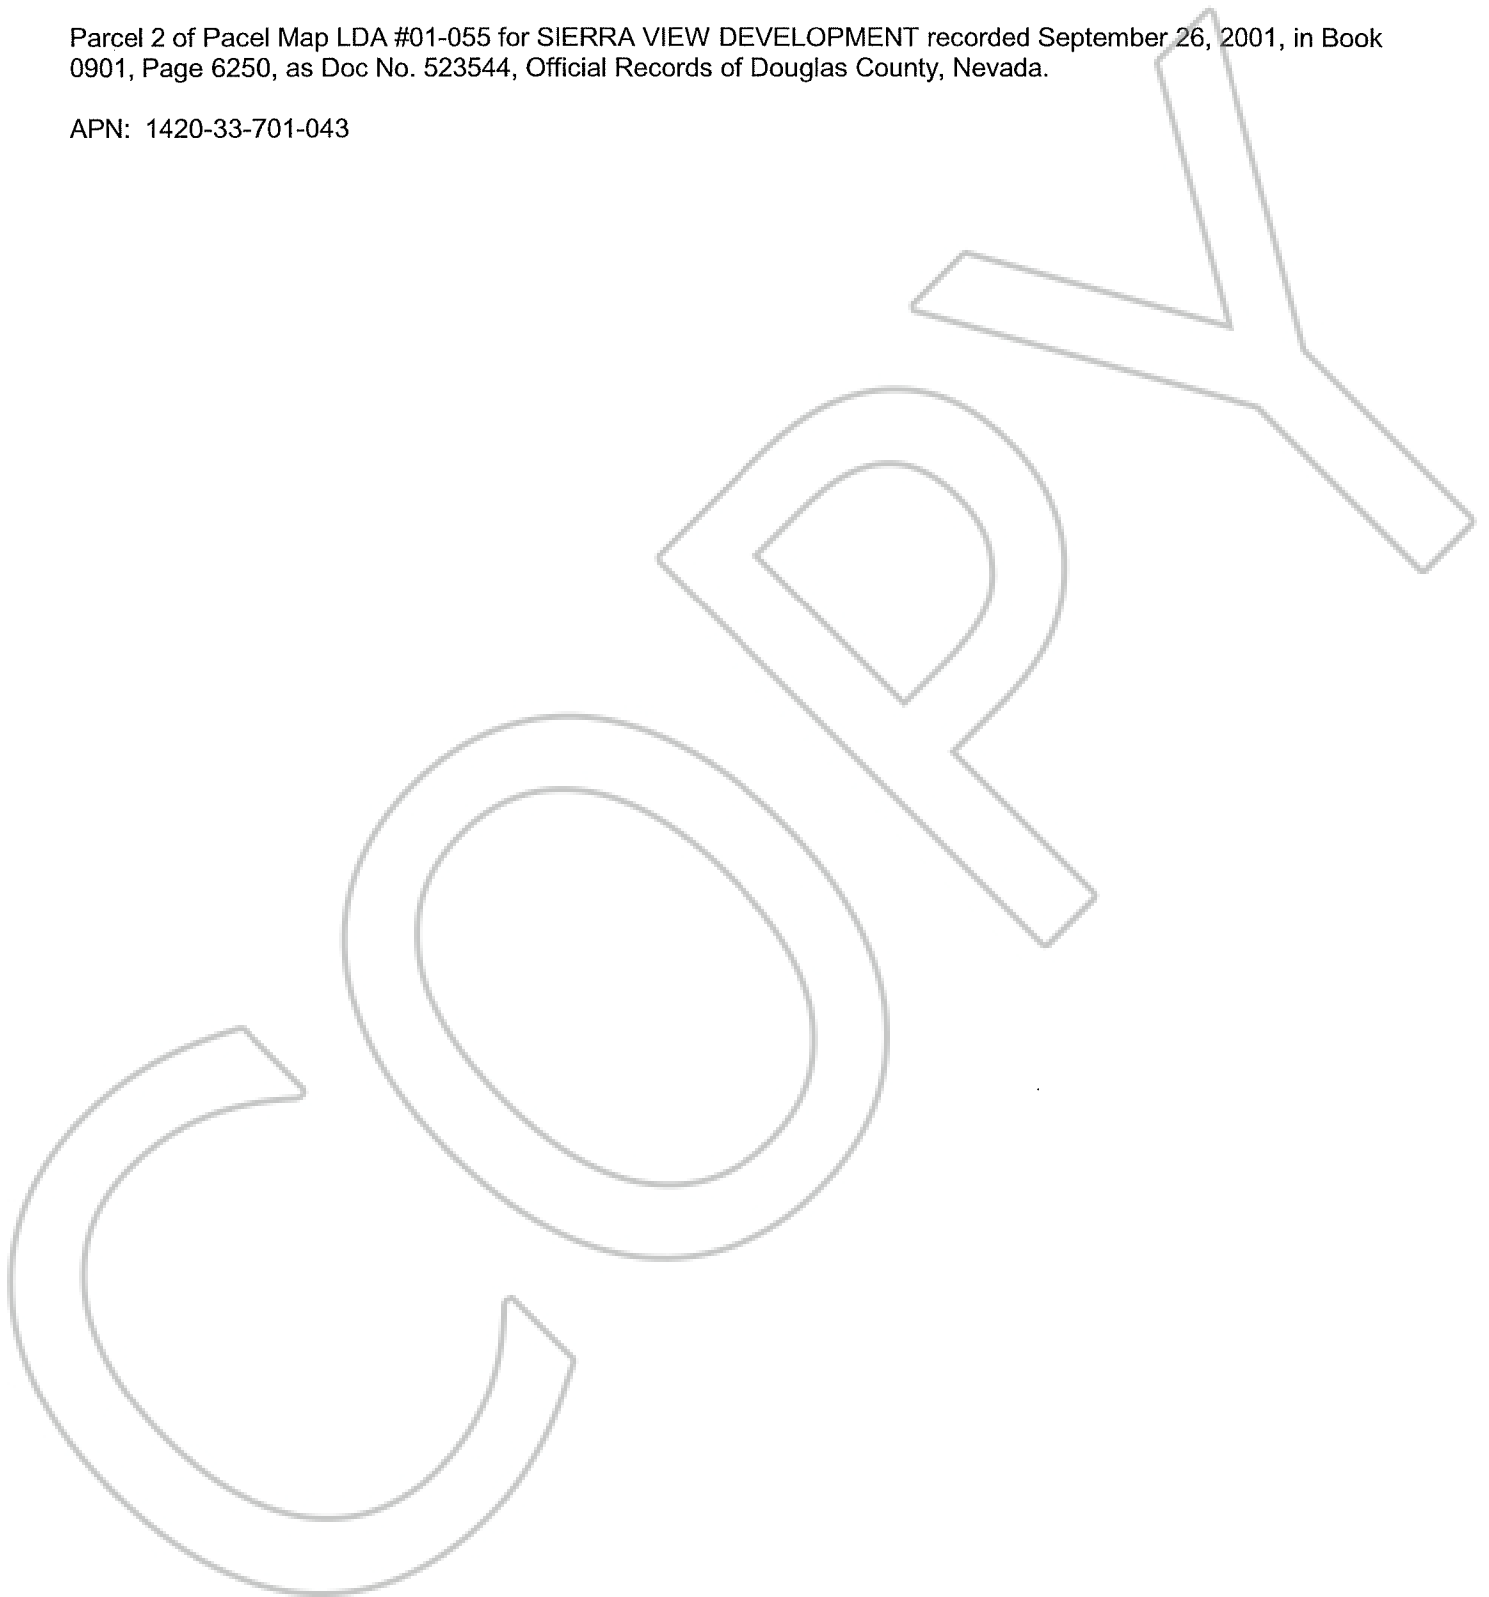 Parcel 2 of Pacel Map LDA #01-055 for SIERRA VIEW DEVELOPMENT recorded September 26, 2001, in Book
0901, Page 6250, as Doc No. 523544, Official Records of Douglas County, Nevada.
APN: 1420-33-701-043
COPY